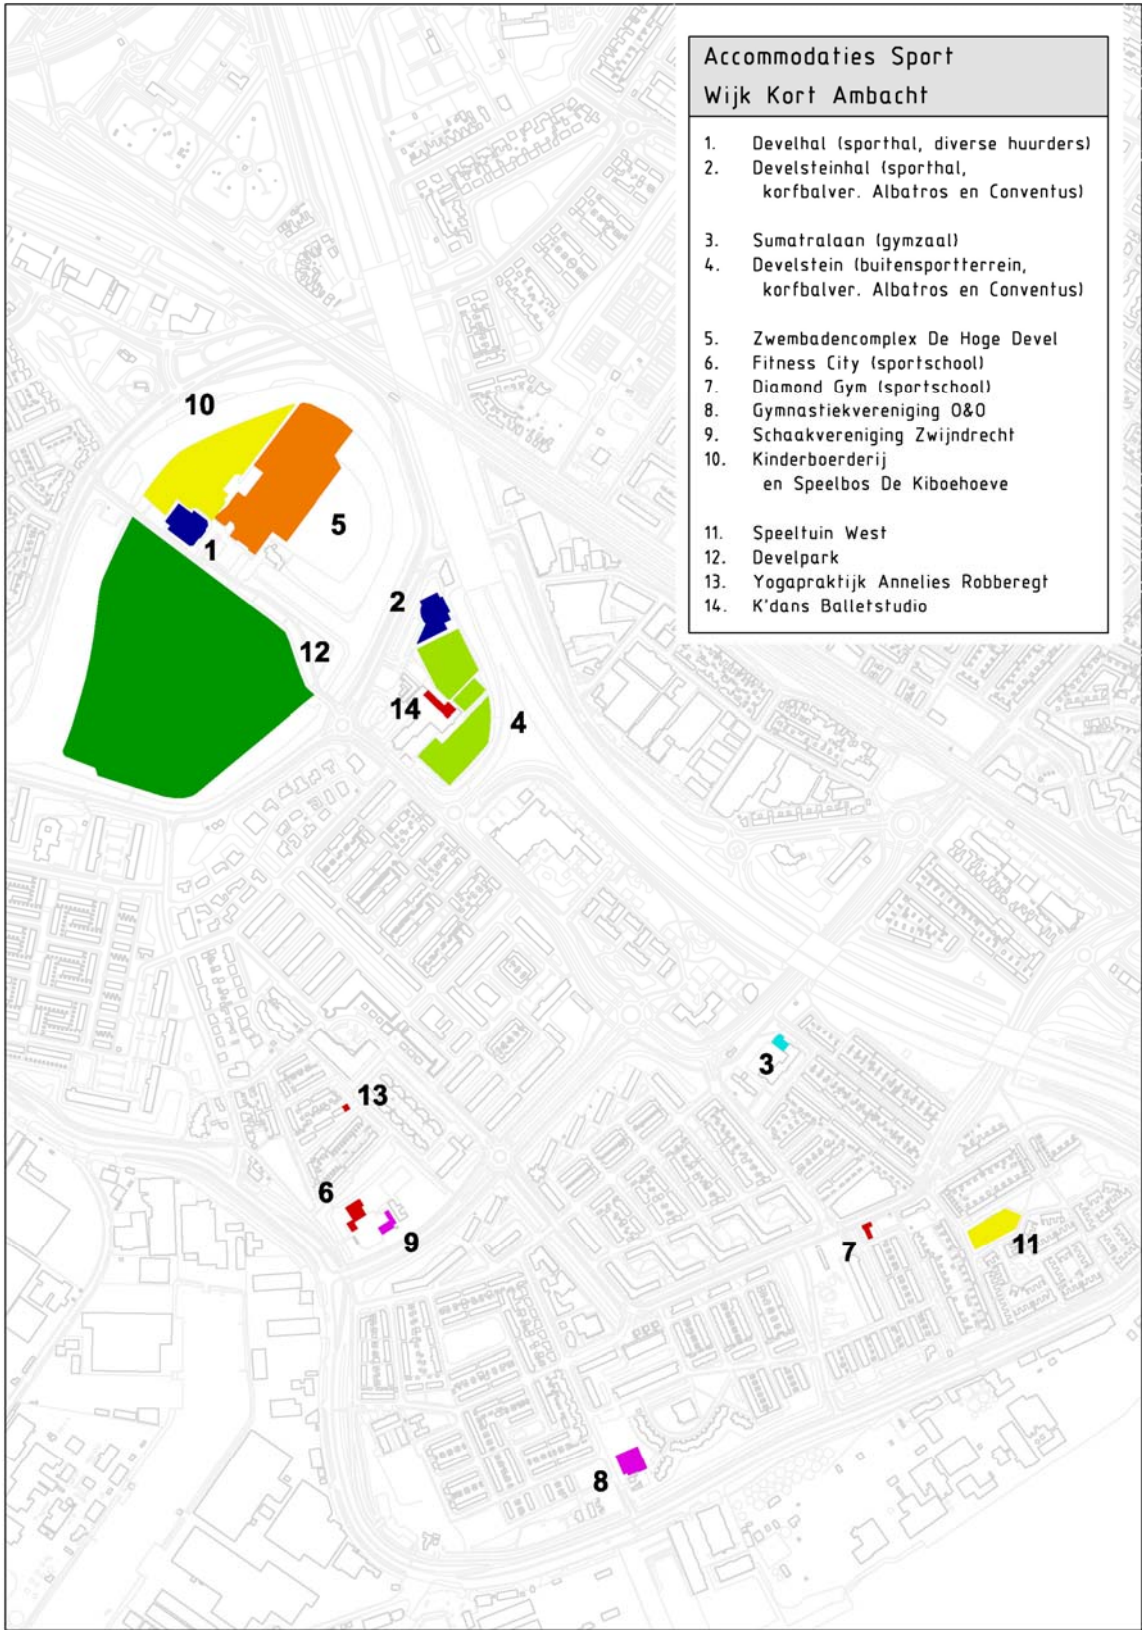 Accommodaties Sport
Wijk Kort Ambacht
1. Develhal (sporthal, diverse huurders)
2. Develsteinhal (sporthal,
korfbalver. Albatros en Conventus)
3. Sumatralaan (gymzaal)
4. Develstein (buitensportterrein,
korfbalver. Albatros en Conventus)
5. Zwembadencomplex De Hoge Devel
6. Fitness City (sportschool)
7. Diamond Gym (sportschool)
8. Gymnastiekvereniging O&O
9. Schaakvereniging Zwijndrecht
10. Kinderboerderij
en Speelbos De Kiboehoeve
11. Speeltuin West
12. Develpark
13. Yogapraktijk Annelies Robberegt
14. K'dans Balletstudio
10
5
1
2
12
14
4
3
13
6
9
7
11
8